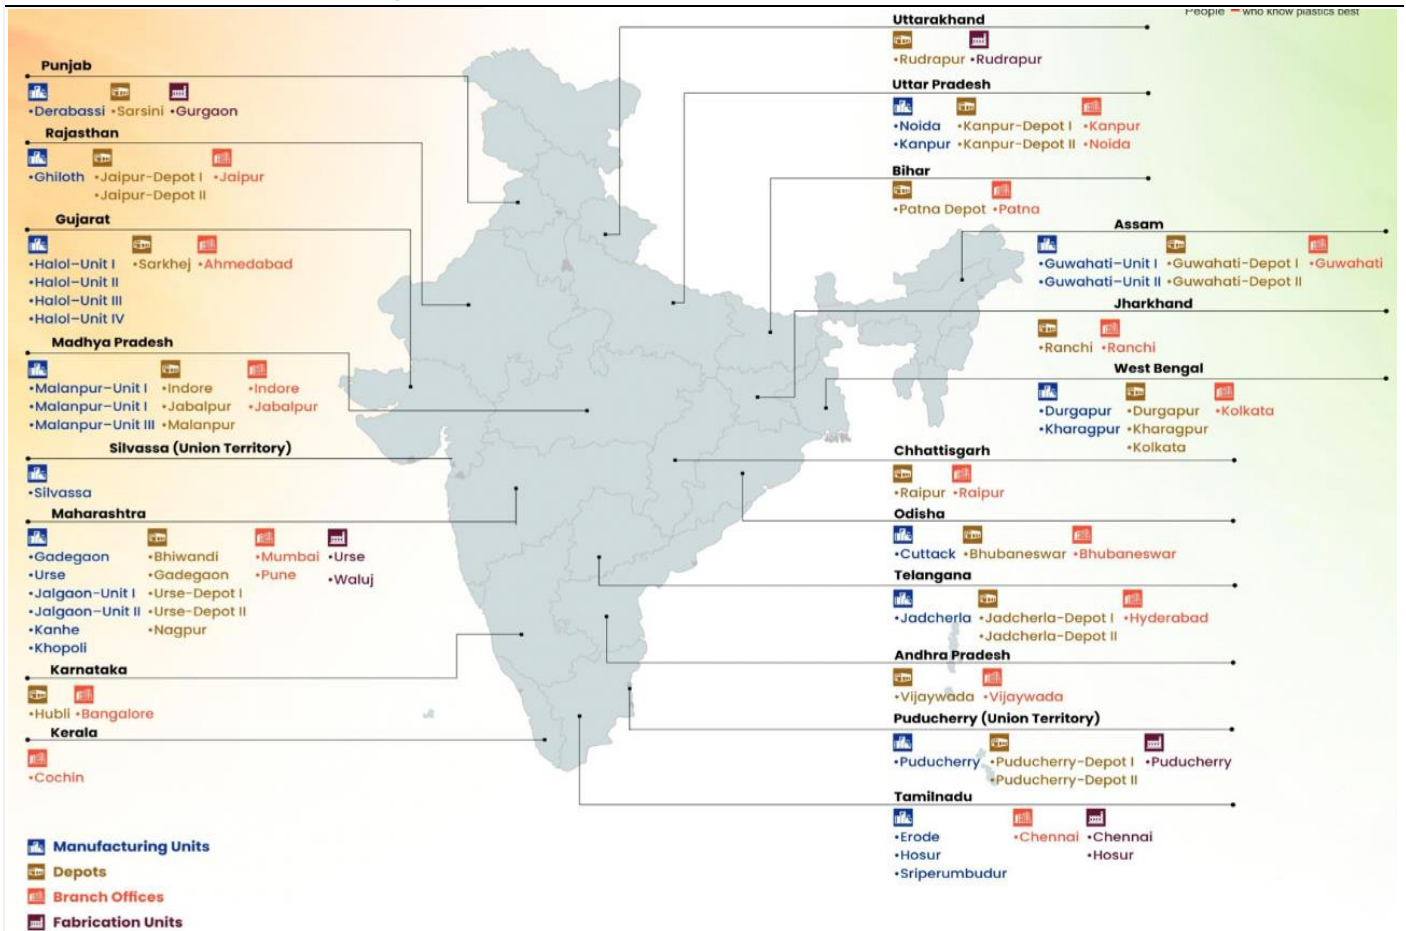 People – who know plastics best
Punjab
•Derabassi •Sarsini •Gurgaon
Rajasthan
•Ghiloth •Jaipur-Depot I •Jaipur
•Jaipur-Depot II
Gujarat
•Halol-Unit I •Sarkhej •Ahmedabad
•Halol-Unit II
•Halol-Unit III
•Halol-Unit IV
Madhya Pradesh
•Malanpur-Unit I •Indore •Indore
•Malanpur-Unit I •Jabalpur •Jabalpur
•Malanpur-Unit III •Malanpur
Silvassa (Union Territory)
•Silvassa
Maharashtra
•Gadegaon •Bhiwandi •Mumbai •Urse
•Urse •Gadegaon •Pune •Waluj
•Jalgaon-Unit I •Urse-Depot I
•Jalgaon-Unit II •Urse-Depot II
•Kanhe •Nagpur
•Khopoli
Karnataka
•Hubli •Bangalore
Kerala
•Cochin
Manufacturing Units
Depots
Branch Offices
Fabrication Units
Uttarakhand
•Rudrapur •Rudrapur
Uttar Pradesh
•Noida •Kanpur-Depot I •Kanpur
•Kanpur •Kanpur-Depot II •Noida
Bihar
•Patna Depot •Patna
Assam
•Guwahati-Unit I •Guwahati-Depot I •Guwahati
•Guwahati-Unit II •Guwahati-Depot II
Jharkhand
•Ranchi •Ranchi
West Bengal
•Durgapur •Durgapur •Kolkata
•Kharagpur •Kharagpur
•Kolkata
Chhattisgarh
•Raipur •Raipur
Odisha
•Cuttack •Bhubaneswar •Bhubaneswar
Telangana
•Jadcherla •Jadcherla-Depot I •Hyderabad
•Jadcherla-Depot II
Andhra Pradesh
•Vijaywada •Vijaywada
Puducherry (Union Territory)
•Puducherry •Puducherry-Depot I •Puducherry
•Puducherry-Depot II
Tamilnadu
•Erode •Chennai •Chennai
•Hosur •Hosur
•Sriperumbudur